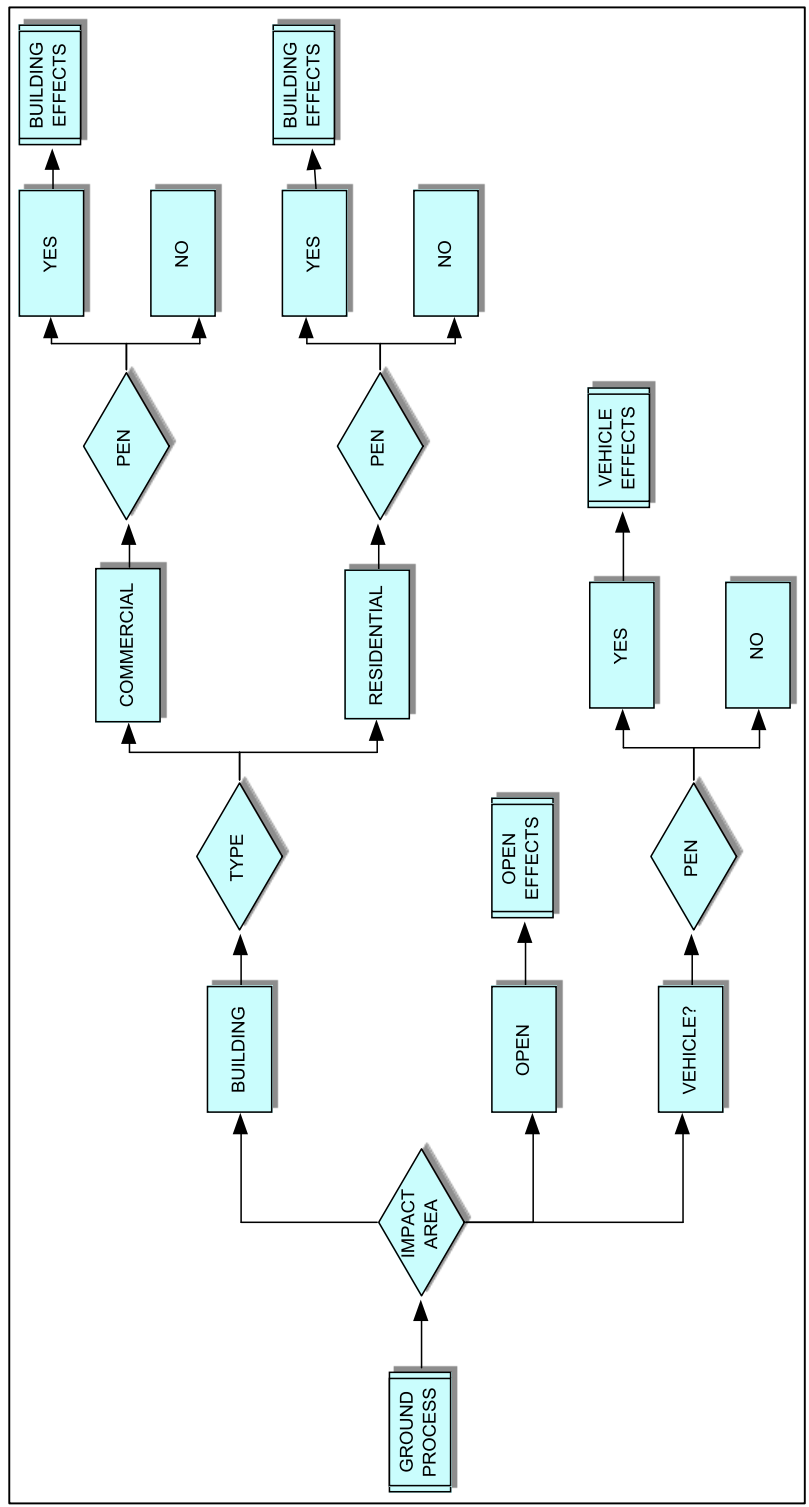 GROUND
PROCESS
IMPACT
AREA
BUILDING
TYPE
COMMERCIAL
PEN
YES
BUILDING
EFFECTS
NO
RESIDENTIAL
PEN
YES
BUILDING
EFFECTS
NO
OPEN
OPEN
EFFECTS
VEHICLE?
PEN
YES
VEHICLE
EFFECTS
NO